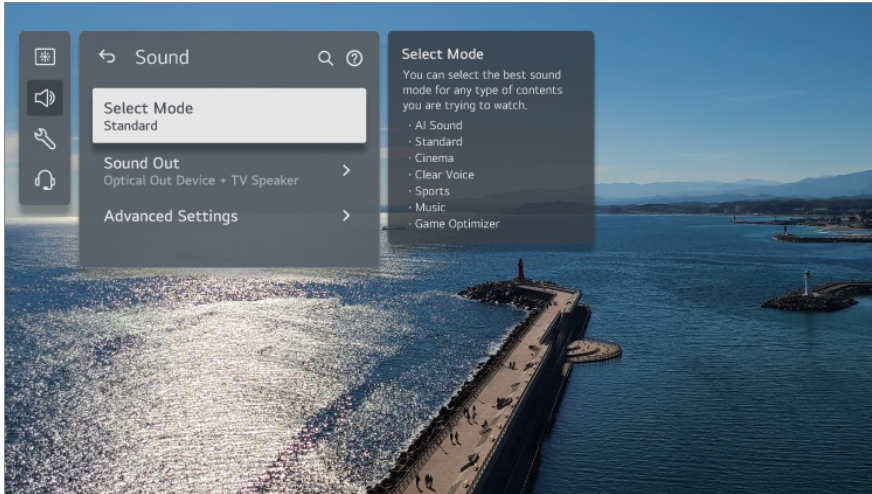 Sound
Select Mode
Standard
Sound Out
Optical Out Device + TV Speaker
Advanced Settings
Select Mode
You can select the best sound
mode for any type of contents
you are trying to watch.
· AI Sound
· Standard
· Cinema
· Clear Voice
· Sports
· Music
· Game Optimizer